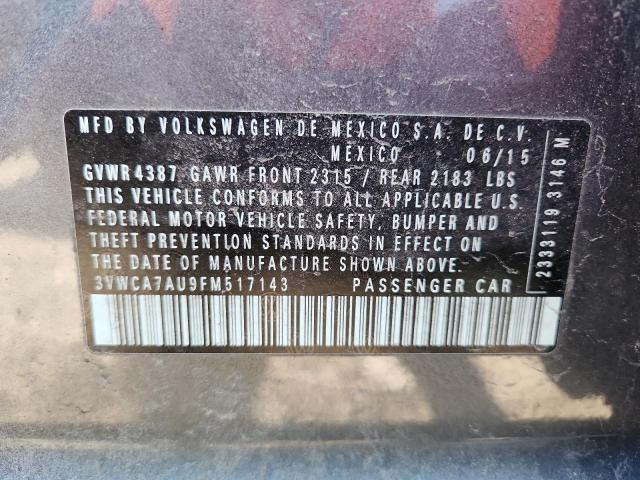 MFD BY VOLKSWAGEN DE MEXICO S.A. DE C.V.
MEXICO 06/15
GVWR 4387 GAWR FRONT 2315 / REAR 2183 LBS
THIS VEHICLE CONFORMS TO ALL APPLICABLE U.S.
FEDERAL MOTOR VEHICLE SAFETY, BUMPER AND
THEFT PREVENTION STANDARDS IN EFFECT ON
THE DATE OF MANUFACTURE SHOWN ABOVE.
3VWCA7AU9FM517143 PASSENGER CAR
2333119 3146 M